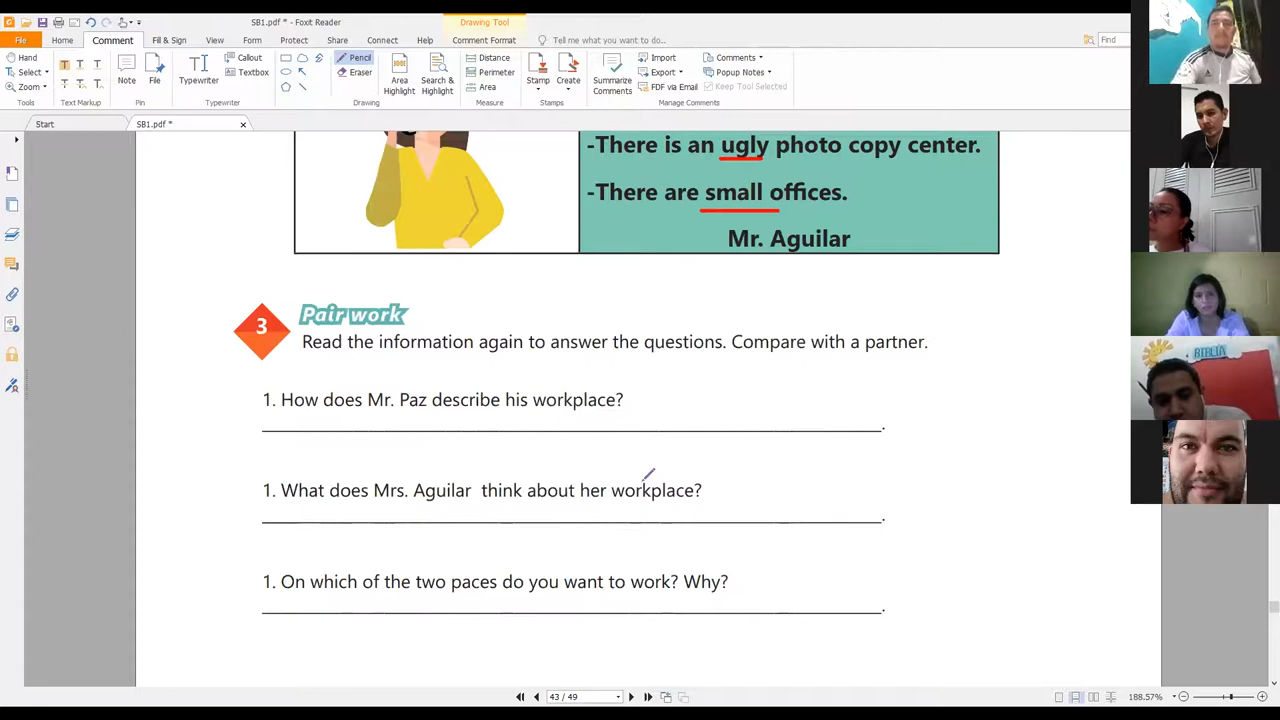 SB1.pdf * - Foxit Reader
Drawing Tool
File
Home
Comment
Fill & Sign
View
Form
Protect
Share
Connect
Help
Comment Format
Tell me what you want to do...
Find
Hand
Select
Zoom
Tools
Text Markup
Note
File
Pin
Typewriter
Callout
Textbox
Typewriter
Pencil
Eraser
Drawing
Area Highlight
Search & Highlight
Distance
Perimeter
Area
Measure
Stamp
Create
Stamps
Summarize Comments
Import
Export
FDF via Email
Comments
Popup Notes
Keep Tool Selected
Manage Comments
Start
SB1.pdf *
-There is an ugly photo copy center.
-There are small offices.
Mr. Aguilar
3
Pair work
Read the information again to answer the questions. Compare with a partner.
1. How does Mr. Paz describe his workplace?
1. What does Mrs. Aguilar think about her workplace?
1. On which of the two paces do you want to work? Why?
BIBLIA
43 / 49
188.57%